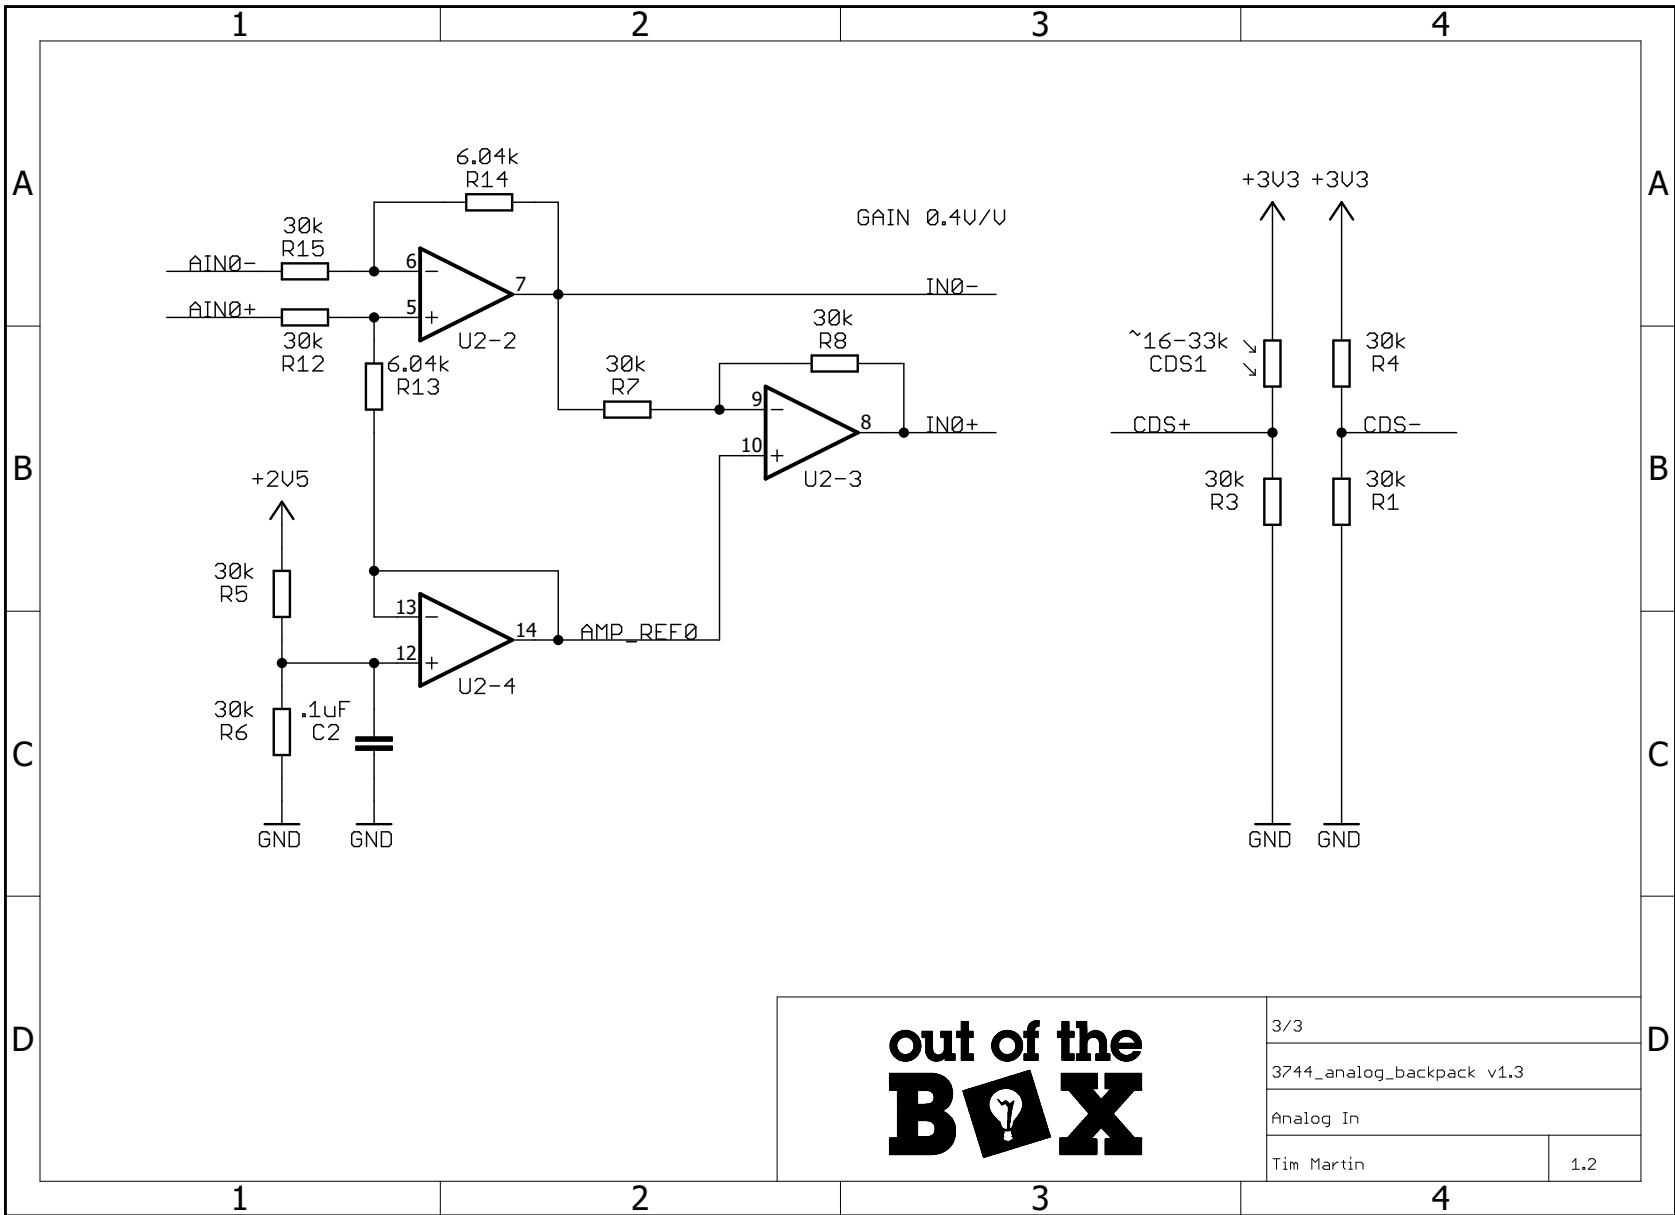 1 2 3 4
A A
6.04k
R14
+3V3 +3V3
GAIN 0.4V/V
30k
R15
AIN0-
6
7
IN0-
AIN0+
5
U2-2
30k
R12
6.04k
R13
30k
R8
30k
R7
9
8
IN0+
10
U2-3
~16-33k
CDS1
30k
R4
CDS+
CDS-
30k
R3
30k
R1
B B
+2V5
30k
R5
13
14
AMP_REF0
12
U2-4
30k
R6
.1uF
C2
C C
GND GND
GND GND
D D
out of the
BOX
3/3
3744_analog_backpack v1.3
Analog In
Tim Martin 1.2
1 2 3 4